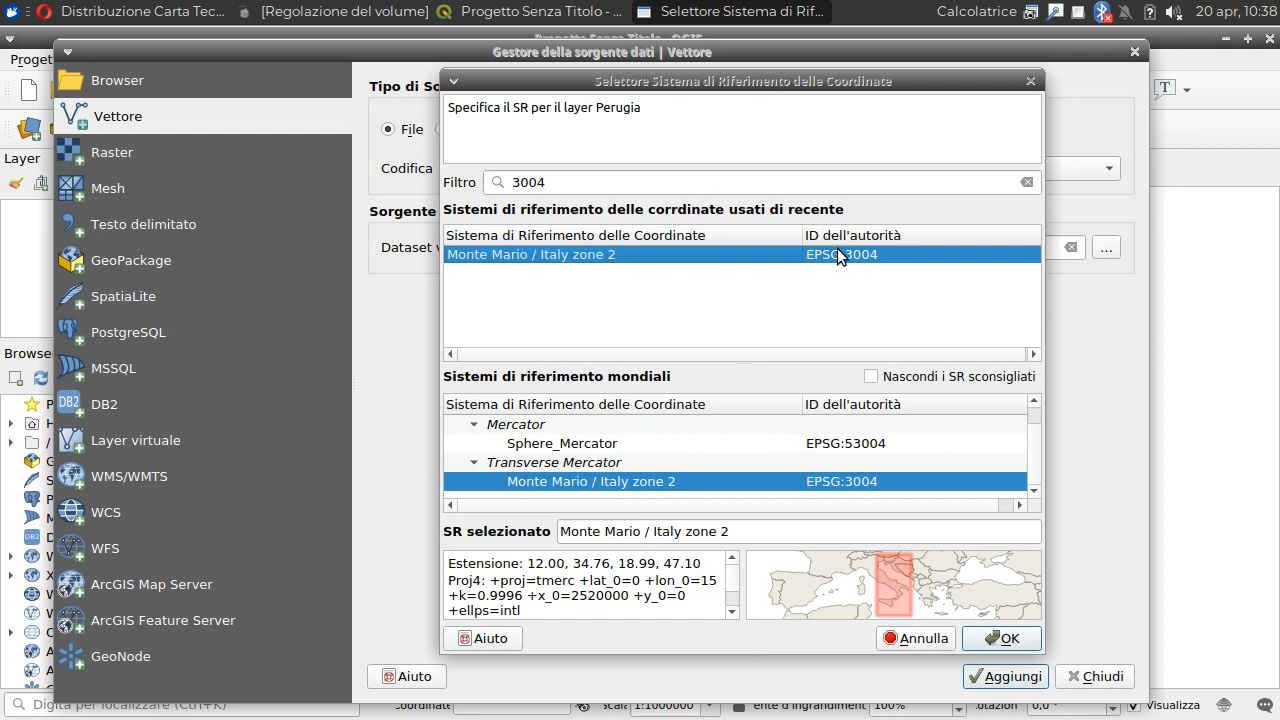 Distribuzione Carta Tec...
[Regolazione del volume]
Progetto Senza Titolo - ...
Selettore Sistema di Rif...
Calcolatrice
20 apr, 10:38
Progetto Senza Titolo - QGIS
Proget
Gestore della sorgente dati | Vettore
Browser
Vettore
Raster
Mesh
Testo delimitato
GeoPackage
SpatiaLite
PostgreSQL
MSSQL
DB2
DB2
Layer virtuale
WMS/WMTS
WCS
WFS
ArcGIS Map Server
ArcGIS Feature Server
GeoNode
Layer
Browse
Tipo di So
File
Codifica
Sorgente
Dataset v
...
T
Selettore Sistema di Riferimento delle Coordinate
Specifica il SR per il layer Perugia
Filtro 3004
Sistemi di riferimento delle corrdinate usati di recente
Sistema di Riferimento delle Coordinate ID dell'autorità
Monte Mario / Italy zone 2 EPSG:3004
Sistemi di riferimento mondiali Nascondi i SR sconsigliati
Sistema di Riferimento delle Coordinate ID dell'autorità
Mercator
Sphere_Mercator EPSG:53004
Transverse Mercator
Monte Mario / Italy zone 2 EPSG:3004
SR selezionato Monte Mario / Italy zone 2
Estensione: 12.00, 34.76, 18.99, 47.10
Proj4: +proj=tmerc +lat_0=0 +lon_0=15
+k=0.9996 +x_0=2520000 +y_0=0
+ellps=intl
Aiuto Annulla OK
Aiuto Aggiungi Chiudi
Digita per localizzare (Ctrl+K) 1:1000000 100% 0,0 ° Visualizza